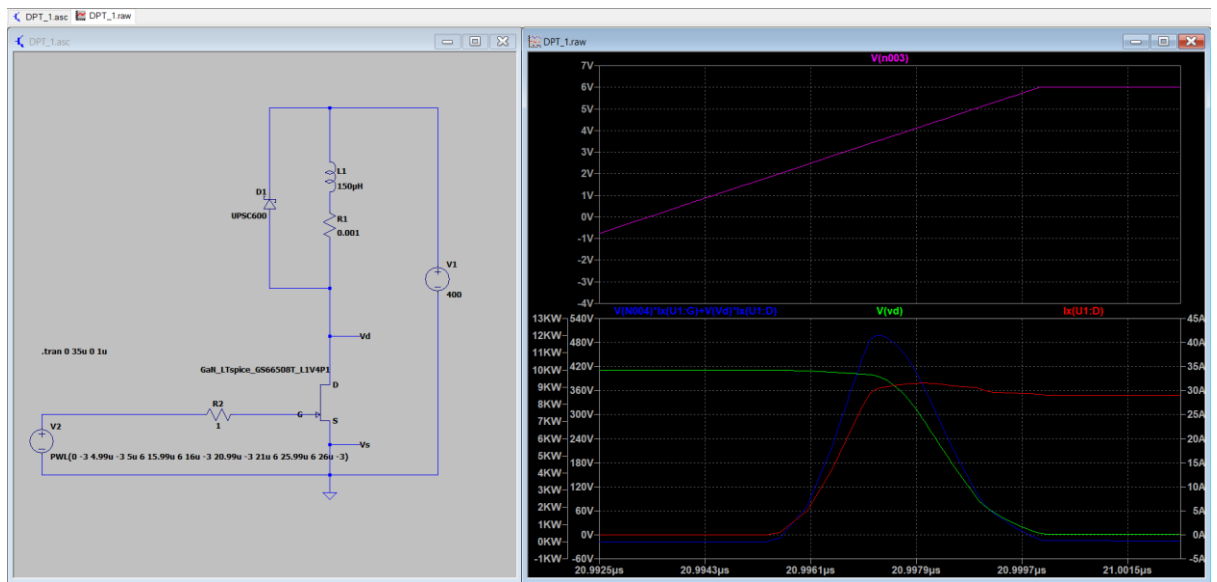 DPT_1.asc DPT_1.raw
DPT_1.asc
L1
150µH
D1
UPSC600
R1
0.001
V1
400
Vd
.tran 0 35u 0 1u
GaN_LTspice_GS66508T_L1V4P1
D
G
S
R2
1
V2
Vs
PWL(0 -3 4.99u -3 5u 6 15.99u 6 16u -3 20.99u -3 21u 6 25.99u 6 26u -3)
DPT_1.raw
V(n003)
7V
6V
5V
4V
3V
2V
1V
0V
-1V
-2V
-3V
-4V
V(N004)*Ix(U1:G)+V(Vd)*Ix(U1:D) V(vd) Ix(U1:D)
13KW 540V 45A
12KW 480V 40A
11KW
10KW 420V 35A
9KW 360V 30A
8KW
7KW 300V 25A
6KW 240V 20A
5KW
4KW 180V 15A
3KW 120V 10A
2KW
1KW 60V 5A
0KW 0V 0A
-1KW -60V -5A
20.9925µs 20.9943µs 20.9961µs 20.9979µs 20.9997µs 21.0015µs